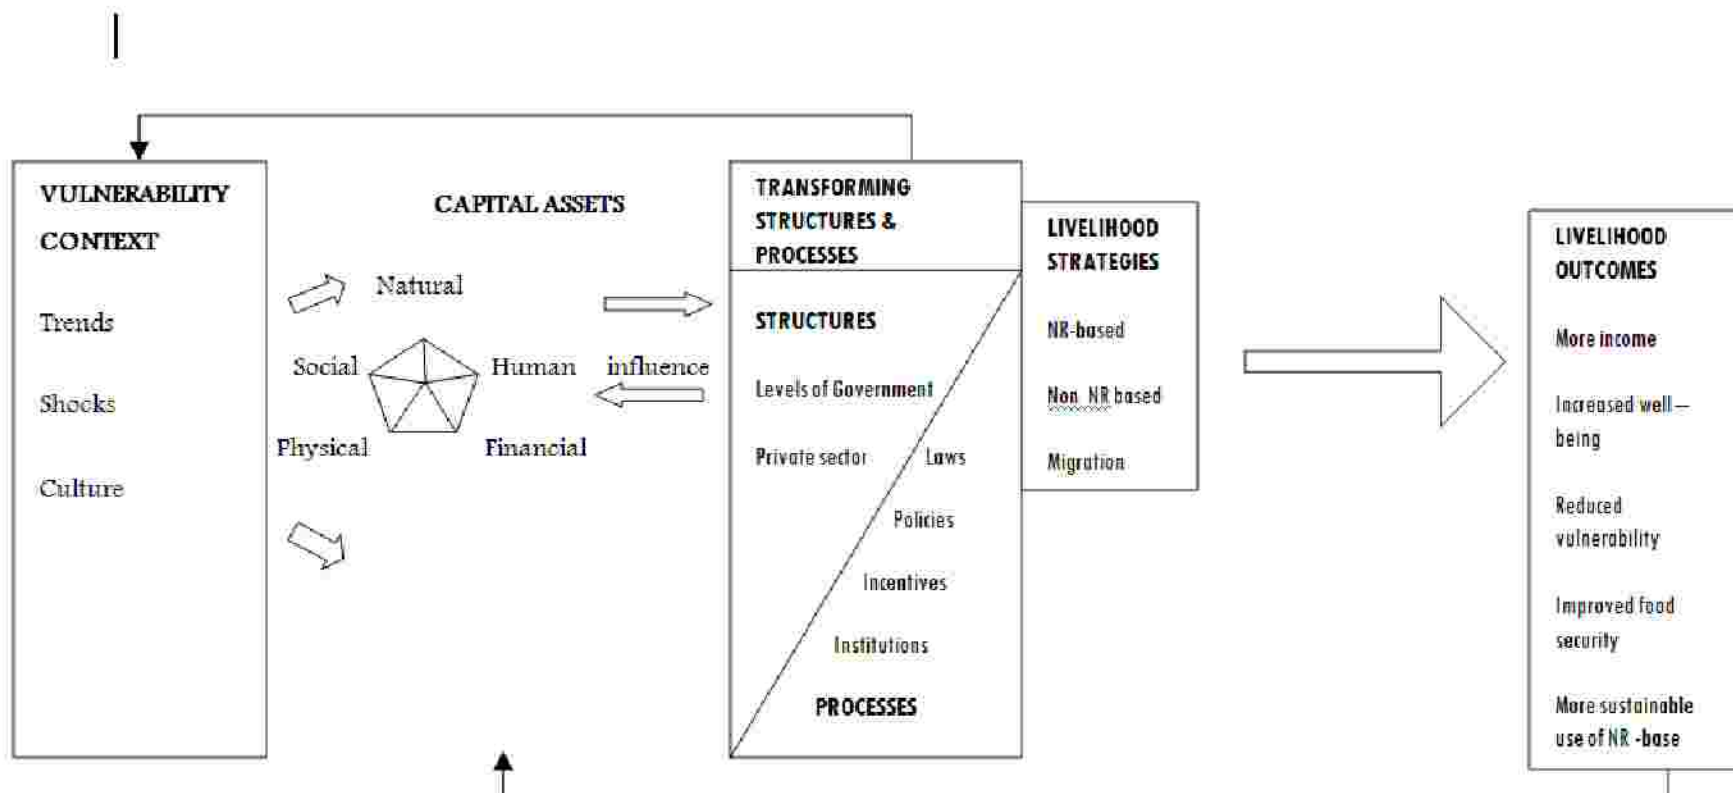 VULNERABILITY
CONTEXT
Trends
Shocks
Culture
CAPITAL ASSETS
Natural
Social
Human
Physical
Financial
influence
TRANSFORMING
STRUCTURES &
PROCESSES
STRUCTURES
Levels of Government
Private sector
Laws
Policies
Incentives
Institutions
PROCESSES
LIVELIHOOD
STRATEGIES
NR-based
Non NR based
Migration
LIVELIHOOD
OUTCOMES
More income
Increased well –
being
Reduced
vulnerability
Improved food
security
More sustainable
use of NR -base